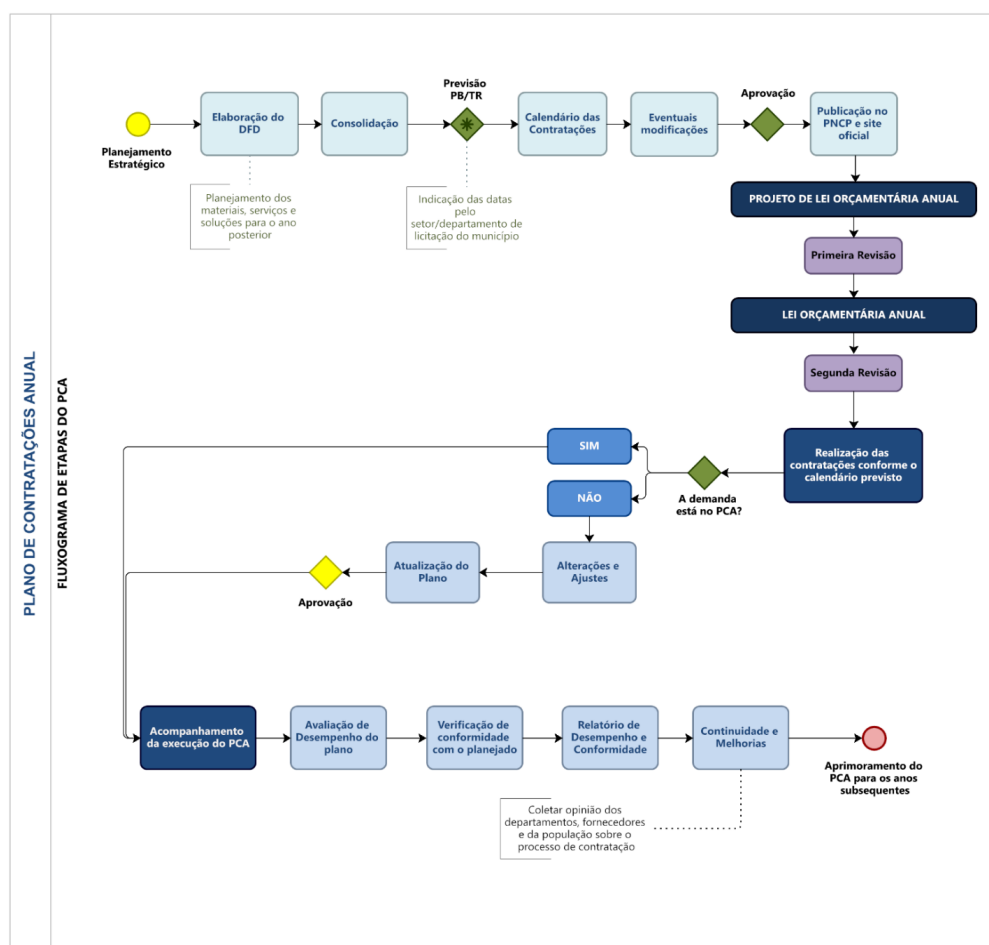 PLANO DE CONTRATAÇÕES ANUAL
FLUXOGRAMA DE ETAPAS DO PCA
Planejamento
Estratégico
Elaboração do
DFD
Planejamento dos
materiais, serviços e
soluções para o ano
posterior
Consolidação
Previsão
PB/TR
Indicação das datas
pelo
setor/departamento de
licitação do município
Calendário das
Contratações
Eventuais
modificações
Aprovação
Publicação no
PNCP e site
oficial
PROJETO DE LEI ORÇAMENTÁRIA ANUAL
Primeira Revisão
LEI ORÇAMENTÁRIA ANUAL
Segunda Revisão
Realização das
contratações conforme o
calendário previsto
A demanda
está no PCA?
SIM
NÃO
Alterações e
Ajustes
Atualização do
Plano
Aprovação
Acompanhamento
da execução do PCA
Avaliação de
Desempenho do
plano
Verificação de
conformidade
com o planejado
Relatório de
Desempenho e
Conformidade
Continuidade e
Melhorias
Coletar opinião dos
departamentos, fornecedores
e da população sobre o
processo de contratação
Aprimoramento do
PCA para os anos
subsequentes